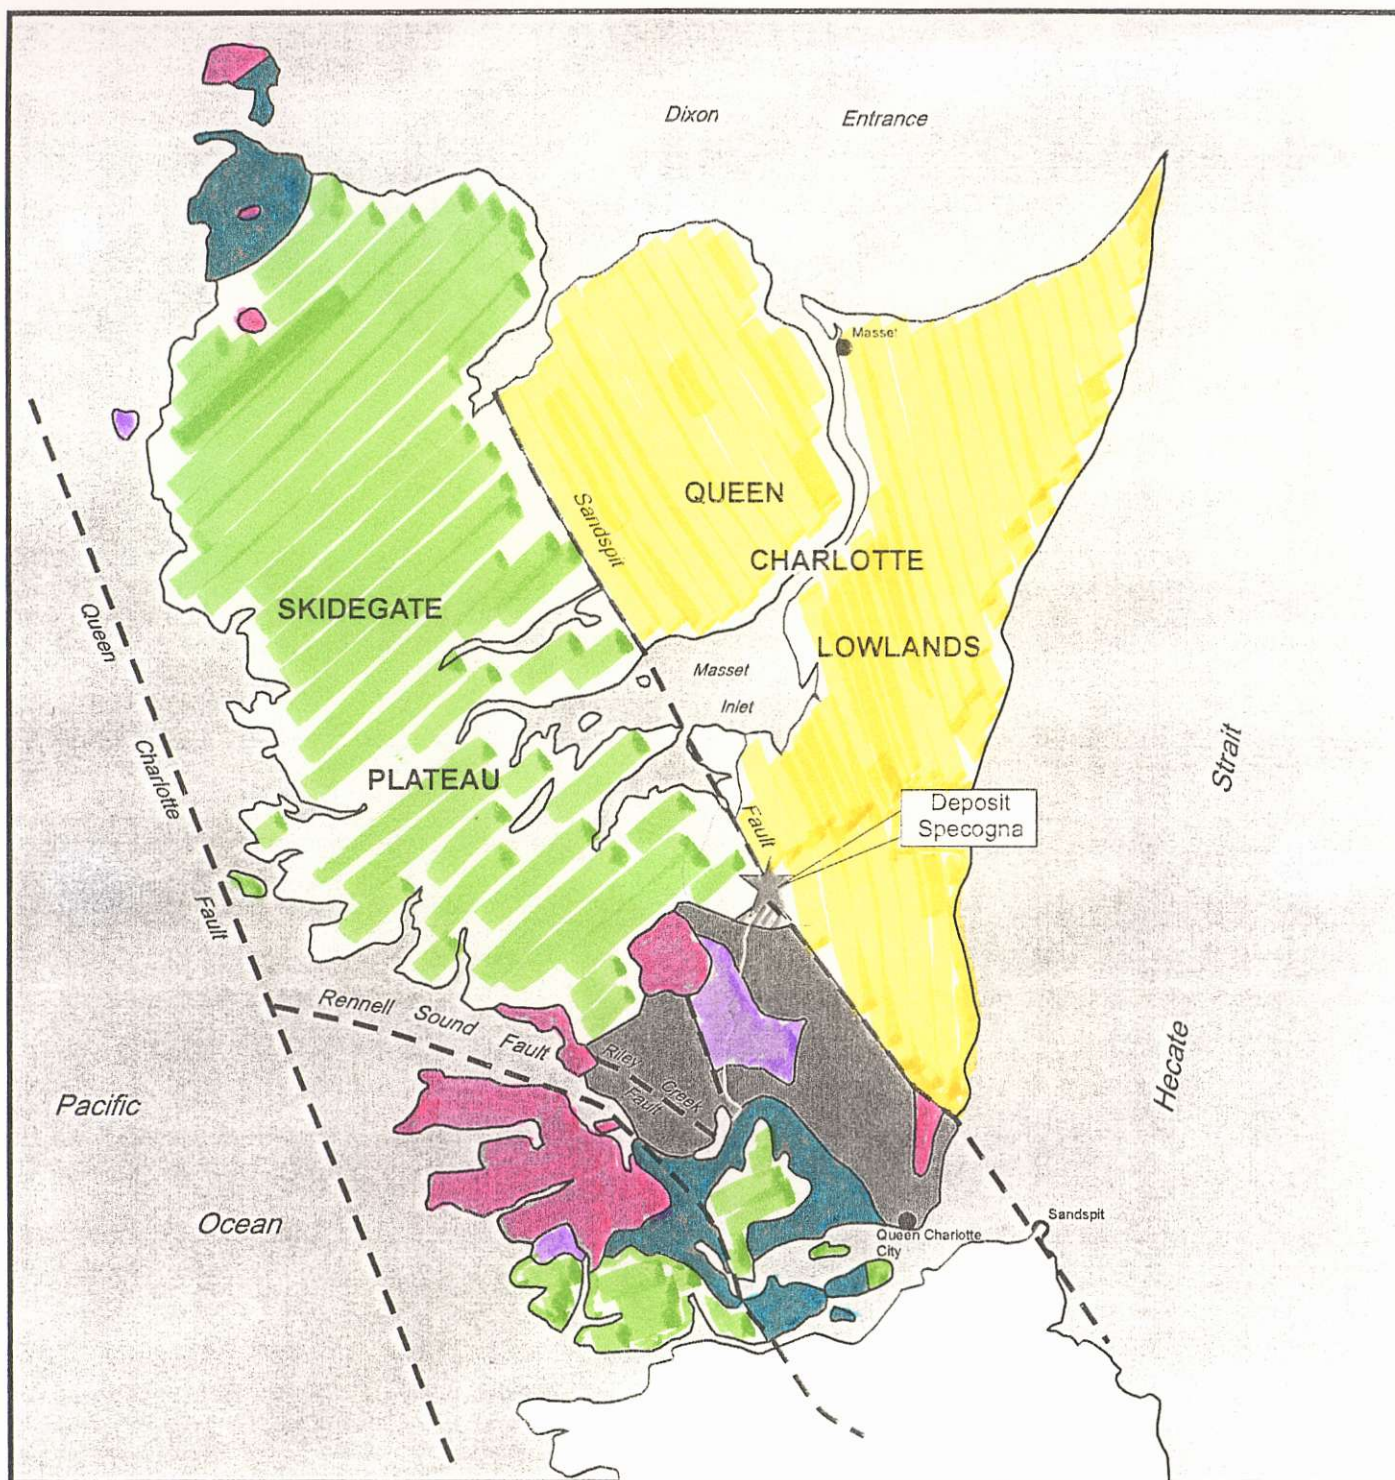 Dixon Entrance
Masset
QUEEN
CHARLOTTE
LOWLANDS
Sandspit
Fault
SKIDEGATE
PLATEAU
Masset
Inlet
Queen
Charlotte
Fault
Deposit
Specogna
Strait
Hecate
Rennell Sound Fault
Riley Creek
Fault
Pacific
Ocean
Queen Charlotte
City
Sandspit